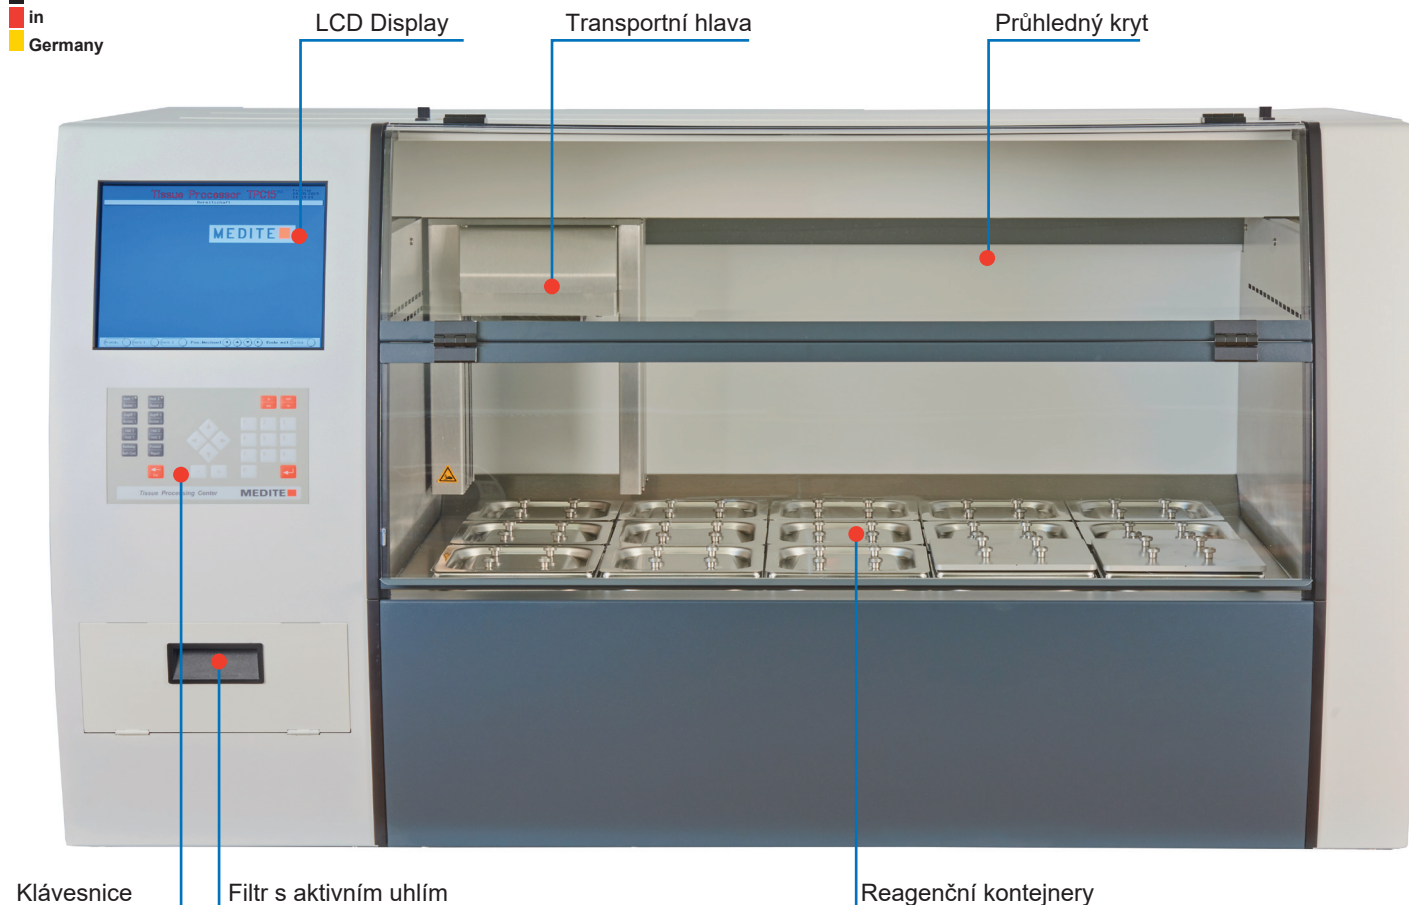 in
Germany
LCD Display
Transportní hlava
Průhledný kryt
Tissue Processor TPC15
MEDITE
Tissue Processing Center
MEDITE
Klávesnice
Filtr s aktivním uhlím
Reagenční kontejnery